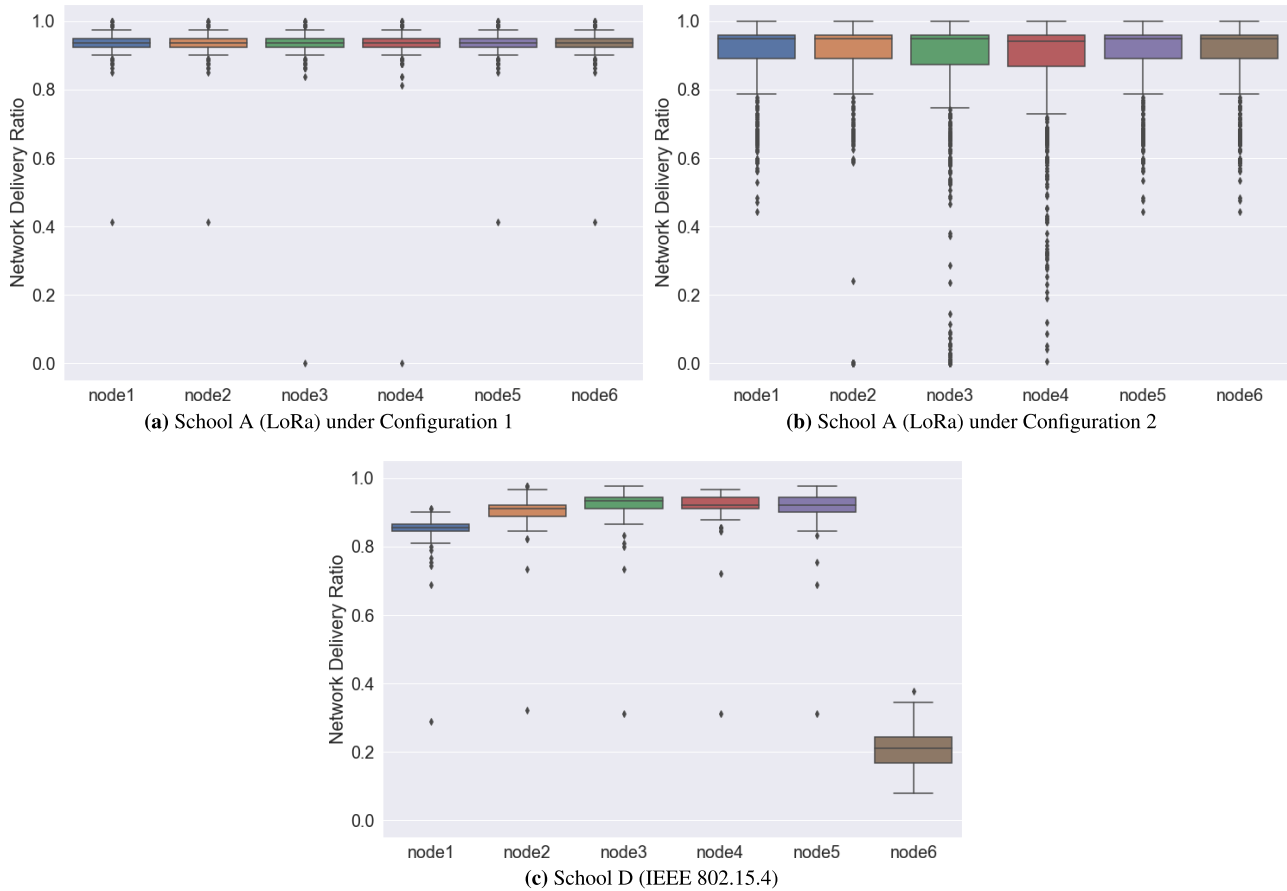 Network Delivery Ratio
1.0
0.8
0.6
0.4
0.2
0.0
node1 node2 node3 node4 node5 node6
(a) School A (LoRa) under Configuration 1
Network Delivery Ratio
1.0
0.8
0.6
0.4
0.2
0.0
node1 node2 node3 node4 node5 node6
(b) School A (LoRa) under Configuration 2
Network Delivery Ratio
1.0
0.8
0.6
0.4
0.2
0.0
node1 node2 node3 node4 node5 node6
(c) School D (IEEE 802.15.4)